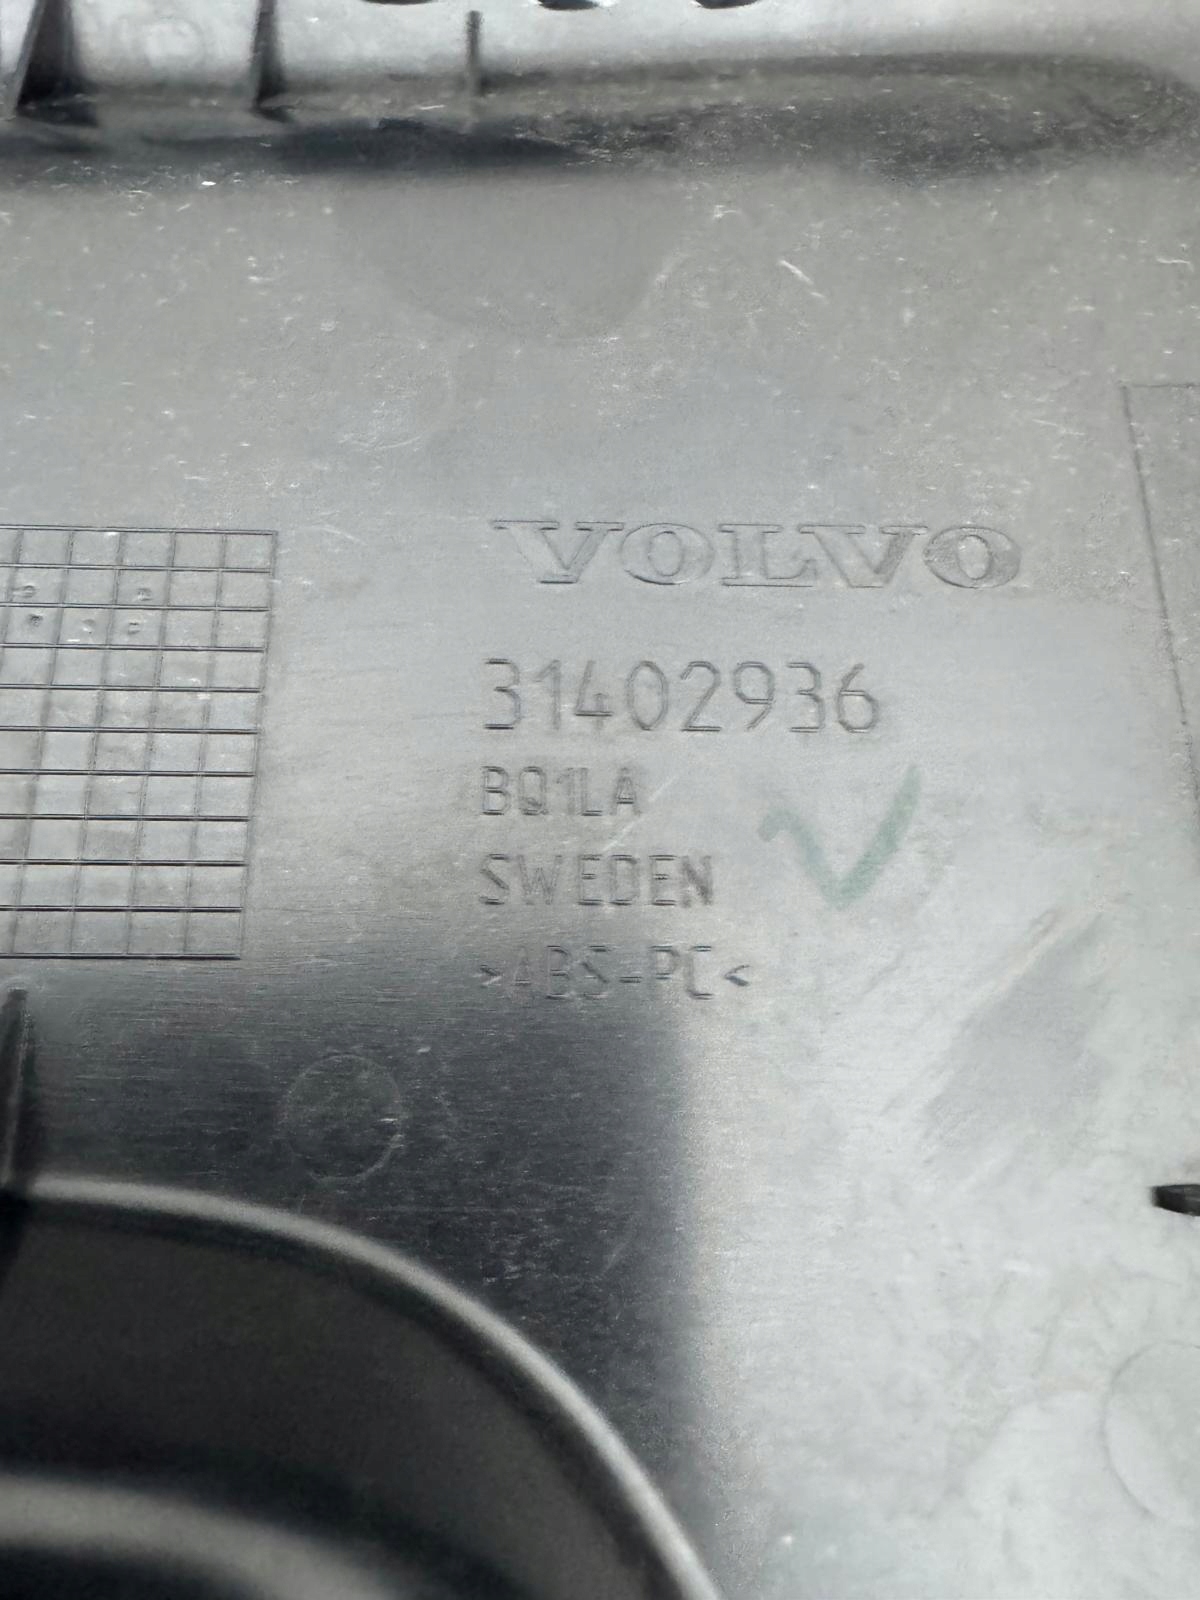 VOLVO
31402936
BQ1LA
SWEDEN
>ABS-PC<